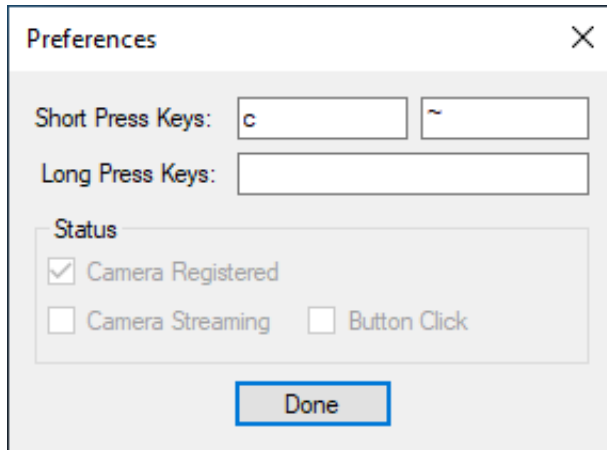 Preferences
Short Press Keys: c ~
Long Press Keys:
Status
Camera Registered
Camera Streaming Button Click
Done